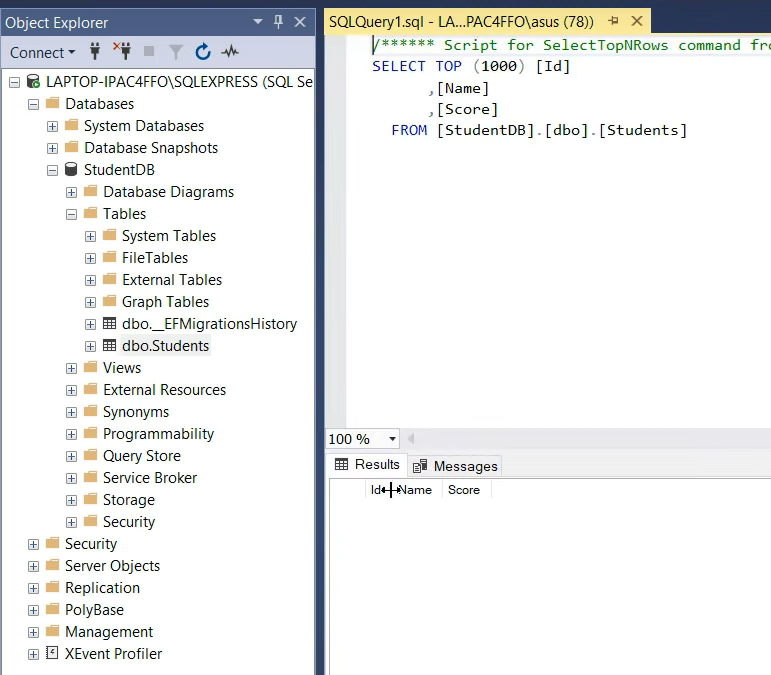 Object Explorer
Connect
LAPTOP-IPAC4FFO\SQLEXPRESS (SQL Se
Databases
System Databases
Database Snapshots
StudentDB
Database Diagrams
Tables
System Tables
FileTables
External Tables
Graph Tables
dbo.__EFMigrationsHistory
dbo.Students
Views
External Resources
Synonyms
Programmability
Query Store
Service Broker
Storage
Security
Security
Server Objects
Replication
PolyBase
Management
XEvent Profiler
SQLQuery1.sql - LA...PAC4FFO\asus (78))
/****** Script for SelectTopNRows command fro
SELECT TOP (1000) [Id]
,[Name]
,[Score]
FROM [StudentDB].[dbo].[Students]
100 %
Results Messages
Id Name Score